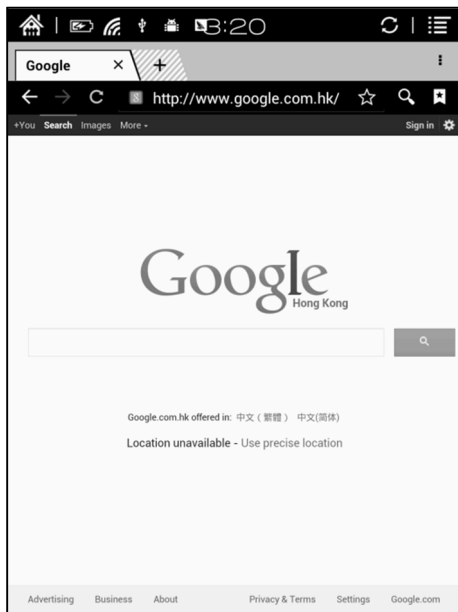 3:20
Google
http://www.google.com.hk/
+You Search Images More Sign in
Google
Hong Kong
Google.com.hk offered in: 中文（繁體） 中文(简体)
Location unavailable - Use precise location
Advertising Business About Privacy & Terms Settings Google.com